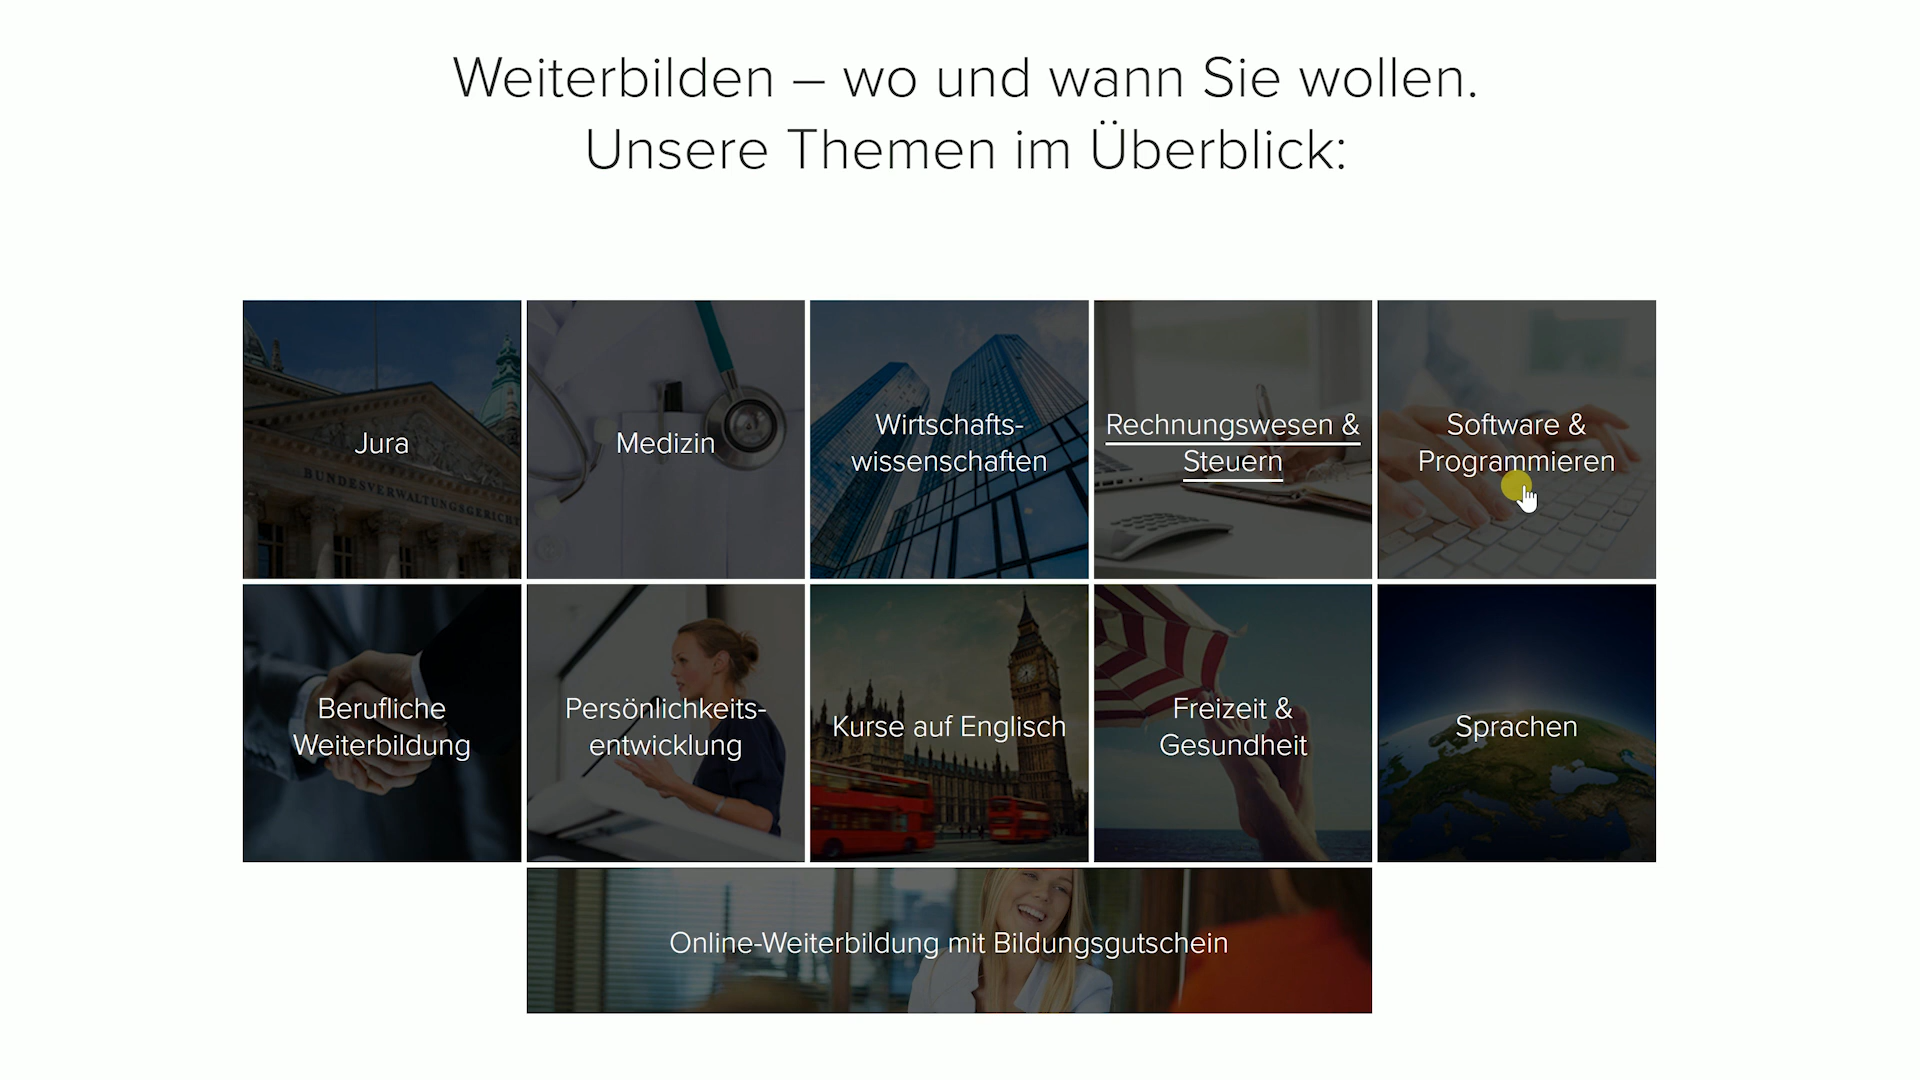 Weiterbilden – wo und wann Sie wollen.
Unsere Themen im Überblick:
Jura
BUNDESVERWALTUNGSGERICHT
Medizin
Wirtschafts-
wissenschaften
Rechnungswesen &
Steuern
Software &
Programmieren
Berufliche
Weiterbildung
Persönlichkeits-
entwicklung
Kurse auf Englisch
Freizeit &
Gesundheit
Sprachen
Online-Weiterbildung mit Bildungsgutschein